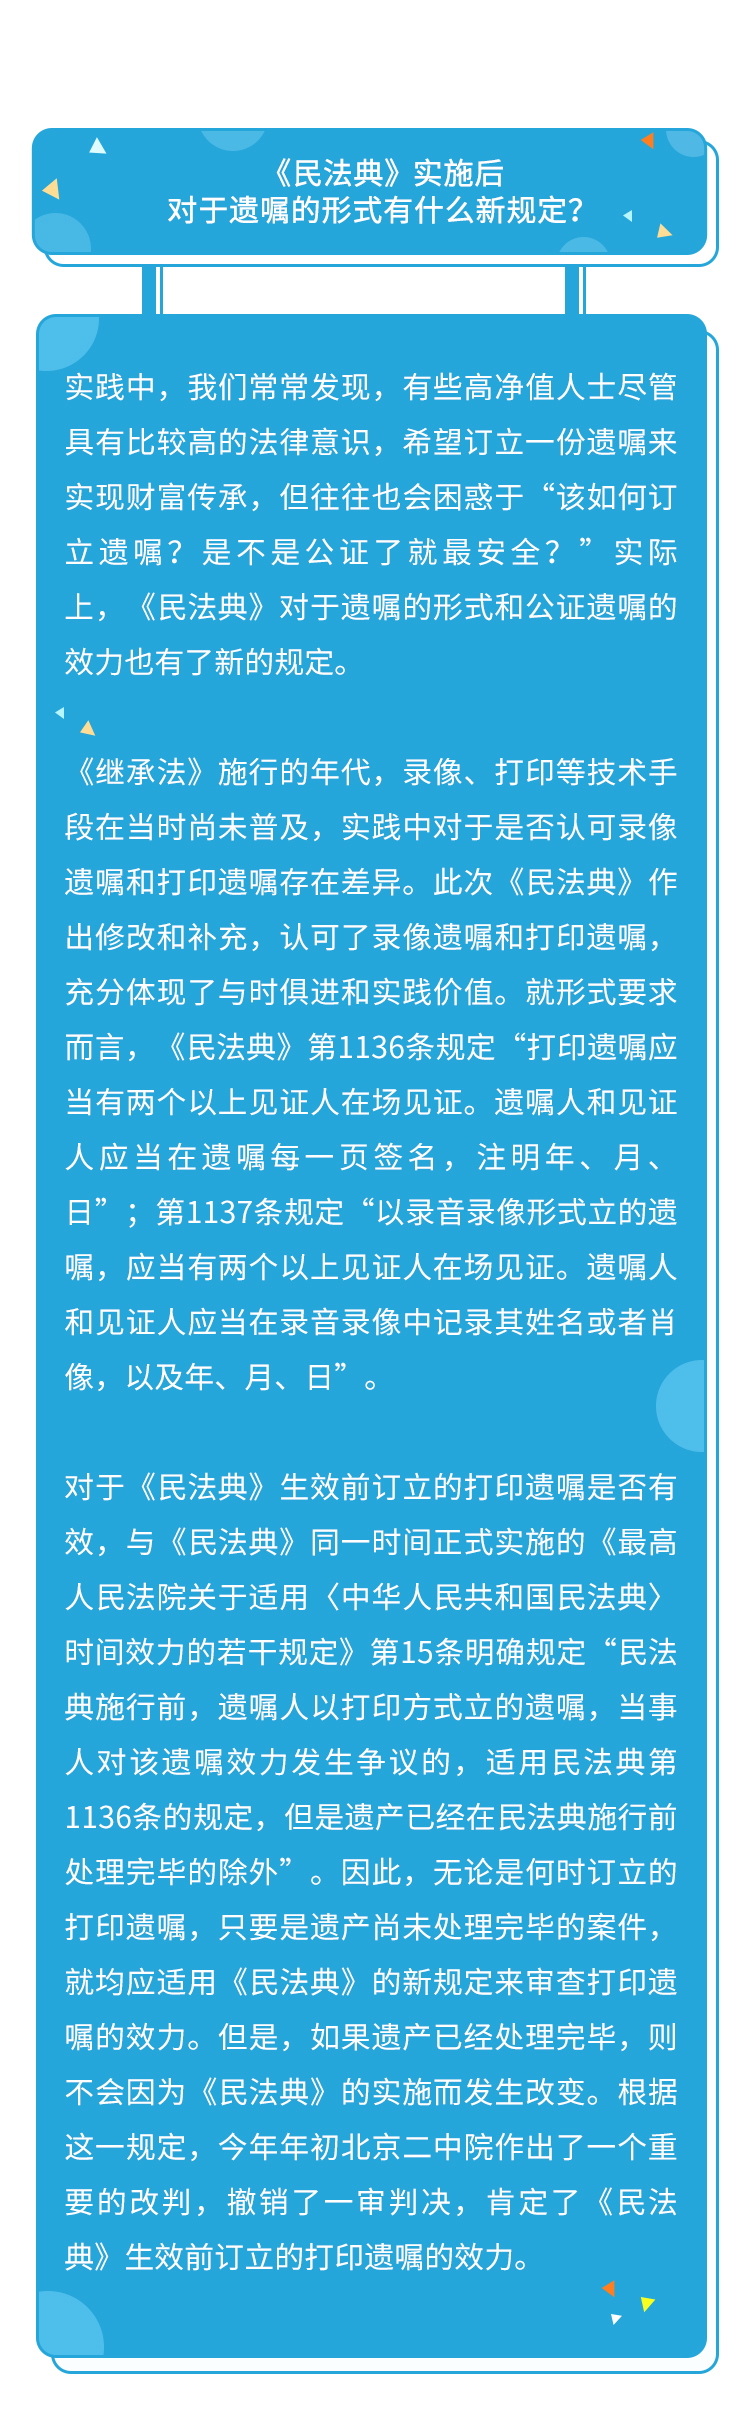 《民法典》实施后
对于遗嘱的形式有什么新规定？
实践中，我们常常发现，有些高净值人士尽管
具有比较高的法律意识，希望订立一份遗嘱来
实现财富传承，但往往也会困惑于“该如何订
立遗嘱？是不是公证了就最安全？”实际
上，《民法典》对于遗嘱的形式和公证遗嘱的
效力也有了新的规定。
《继承法》施行的年代，录像、打印等技术手
段在当时尚未普及，实践中对于是否认可录像
遗嘱和打印遗嘱存在差异。此次《民法典》作
出修改和补充，认可了录像遗嘱和打印遗嘱，
充分体现了与时俱进和实践价值。就形式要求
而言，《民法典》第1136条规定“打印遗嘱应
当有两个以上见证人在场见证。遗嘱人和见证
人应当在遗嘱每一页签名，注明年、月、
日”；第1137条规定“以录音录像形式立的遗
嘱，应当有两个以上见证人在场见证。遗嘱人
和见证人应当在录音录像中记录其姓名或者肖
像，以及年、月、日”。
对于《民法典》生效前订立的打印遗嘱是否有
效，与《民法典》同一时间正式实施的《最高
人民法院关于适用〈中华人民共和国民法典〉
时间效力的若干规定》第15条明确规定“民法
典施行前，遗嘱人以打印方式立的遗嘱，当事
人对该遗嘱效力发生争议的，适用民法典第
1136条的规定，但是遗产已经在民法典施行前
处理完毕的除外”。因此，无论是何时订立的
打印遗嘱，只要是遗产尚未处理完毕的案件，
就均应适用《民法典》的新规定来审查打印遗
嘱的效力。但是，如果遗产已经处理完毕，则
不会因为《民法典》的实施而发生改变。根据
这一规定，今年年初北京二中院作出了一个重
要的改判，撤销了一审判决，肯定了《民法
典》生效前订立的打印遗嘱的效力。